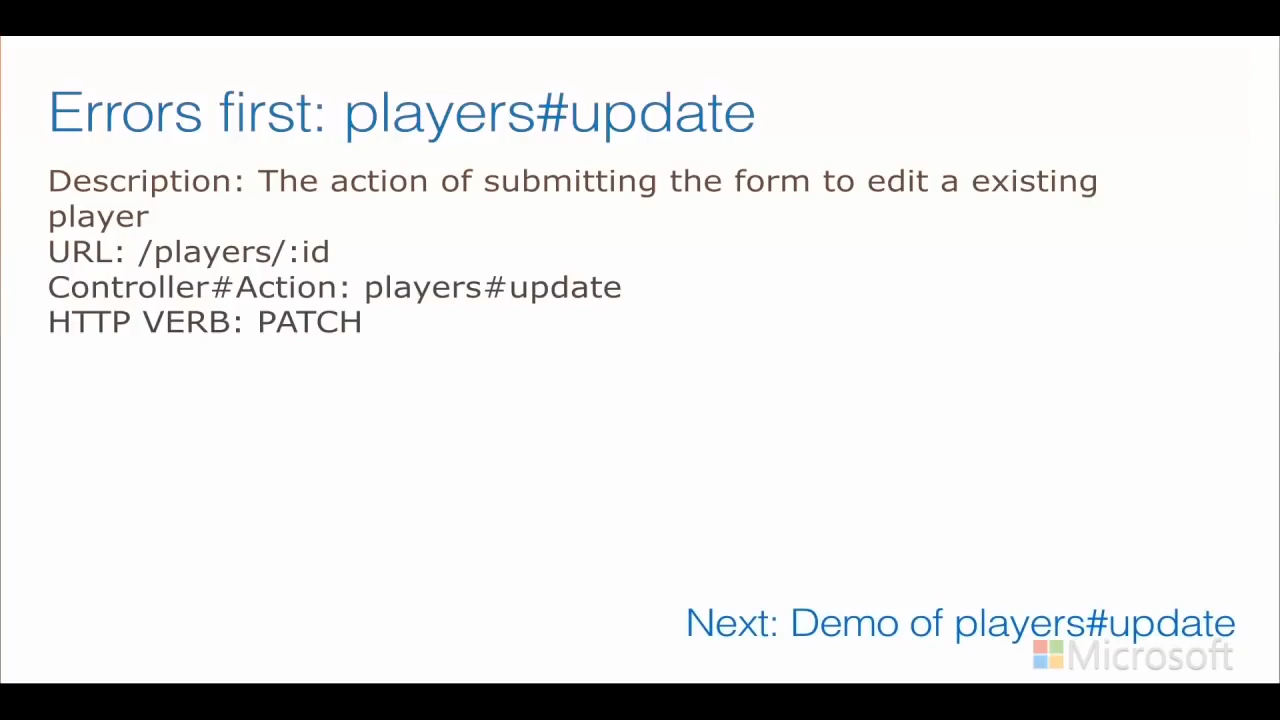 Errors first: players#update
Description: The action of submitting the form to edit a existing
player
URL: /players/:id
Controller#Action: players#update
HTTP VERB: PATCH
Next: Demo of players#update
Microsoft